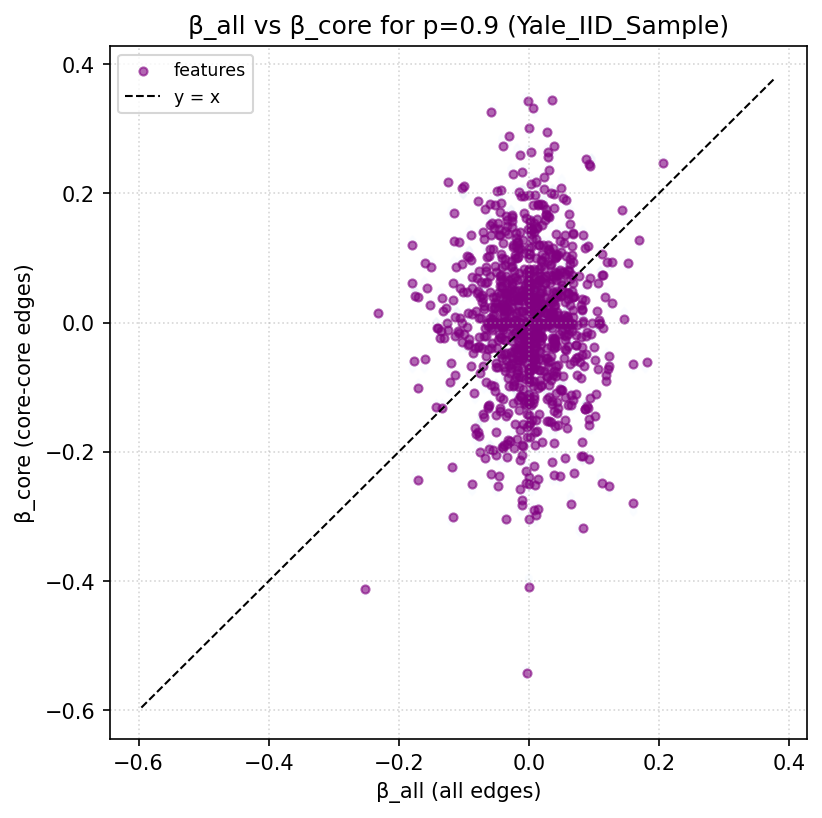 β_all vs β_core for p=0.9 (Yale_IID_Sample)
features
y = x
0.4
0.2
0.0
−0.2
−0.4
−0.6
β_core (core-core edges)
−0.6 −0.4 −0.2 0.0 0.2 0.4
β_all (all edges)